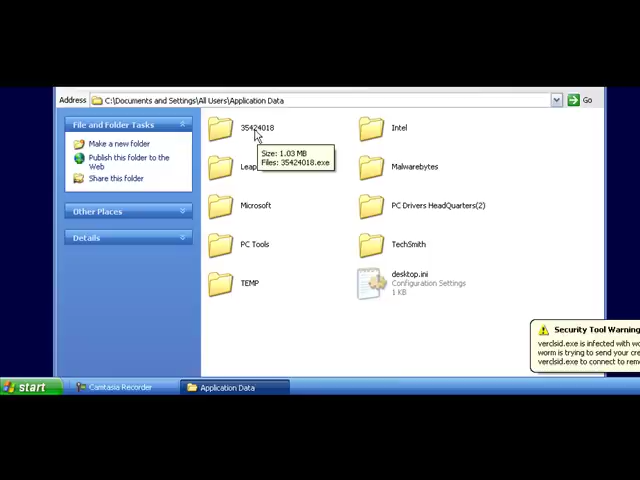 Address C:\Documents and Settings\All Users\Application Data Go
File and Folder Tasks
Make a new folder
Publish this folder to the
Web
Share this folder
Other Places
Details
35424018
Intel
Size: 1.03 MB
Files: 35424018.exe
Malwarebytes
Microsoft
PC Drivers HeadQuarters(2)
PC Tools
TechSmith
TEMP
desktop.ini
Configuration Settings
1 KB
Security Tool Warning
verclsid.exe is infected with
worm is trying to send your
verclsid.exe to connect to
start
Camtasia Recorder
Application Data